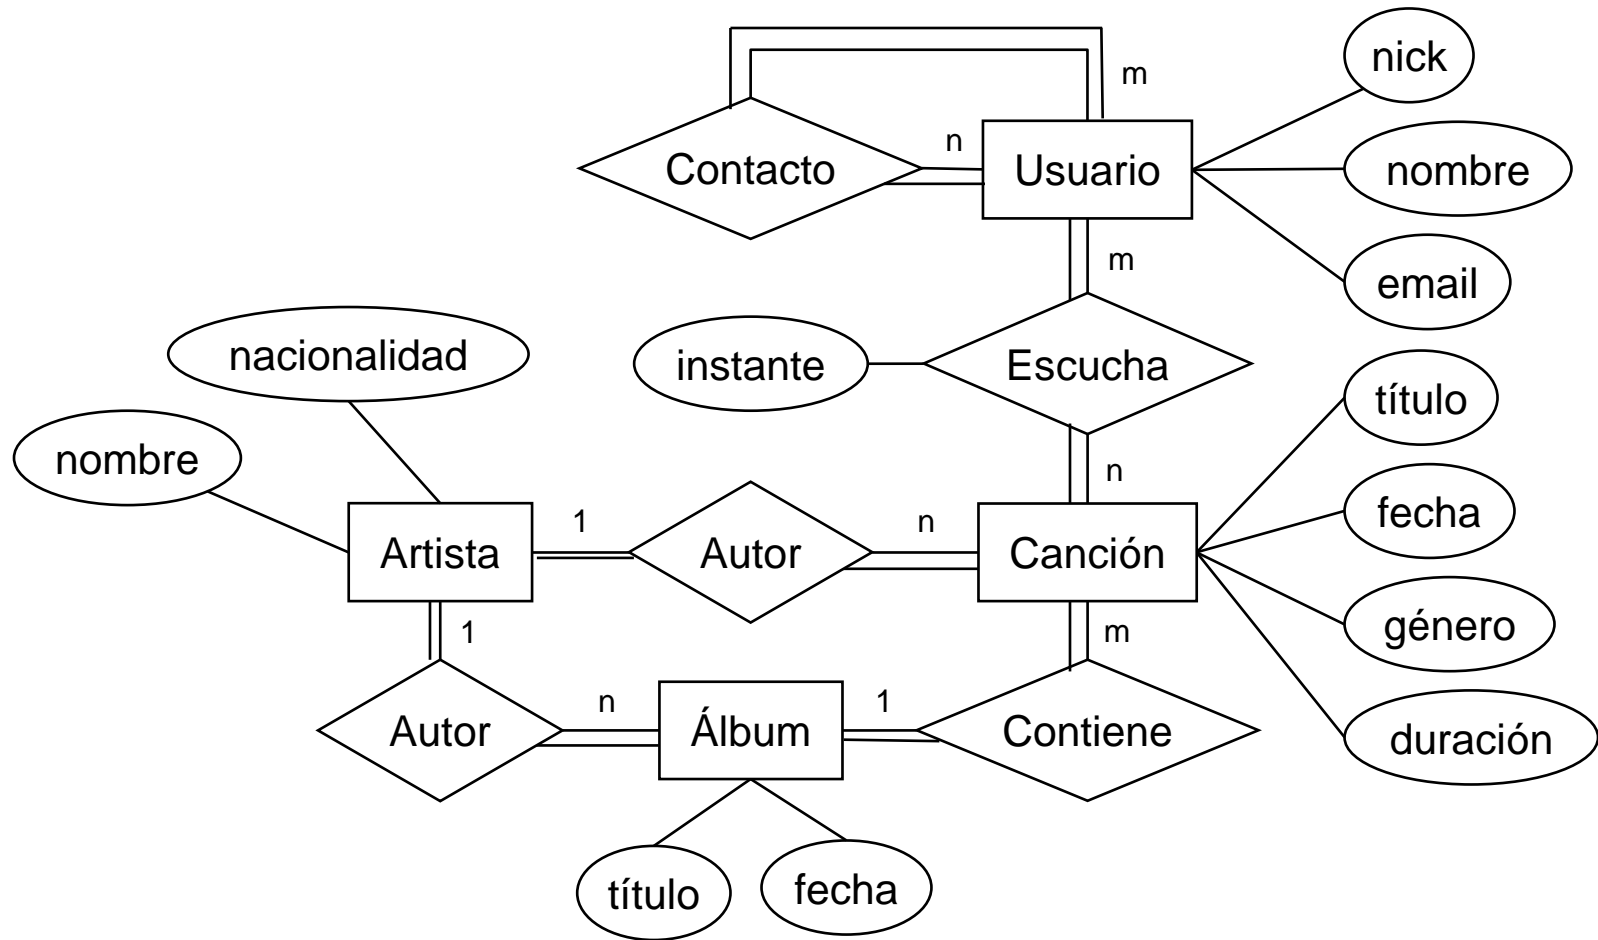 nick
m
n
Contacto
Usuario
nombre
m
email
nacionalidad
instante
Escucha
título
nombre
n
fecha
1
n
Artista
Autor
Canción
1
m
género
n
1
Autor
Álbum
Contiene
duración
título
fecha